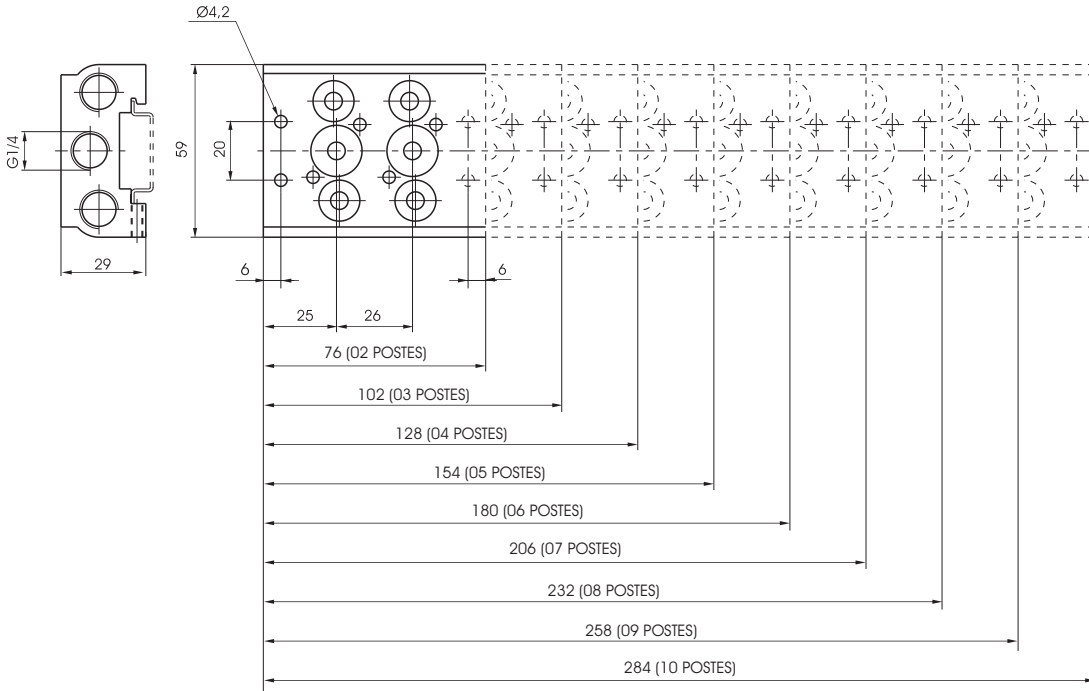 Ø4,2
G1/4
59
20
29
6
6
25
26
76 (02 POSTES)
102 (03 POSTES)
128 (04 POSTES)
154 (05 POSTES)
180 (06 POSTES)
206 (07 POSTES)
232 (08 POSTES)
258 (09 POSTES)
284 (10 POSTES)